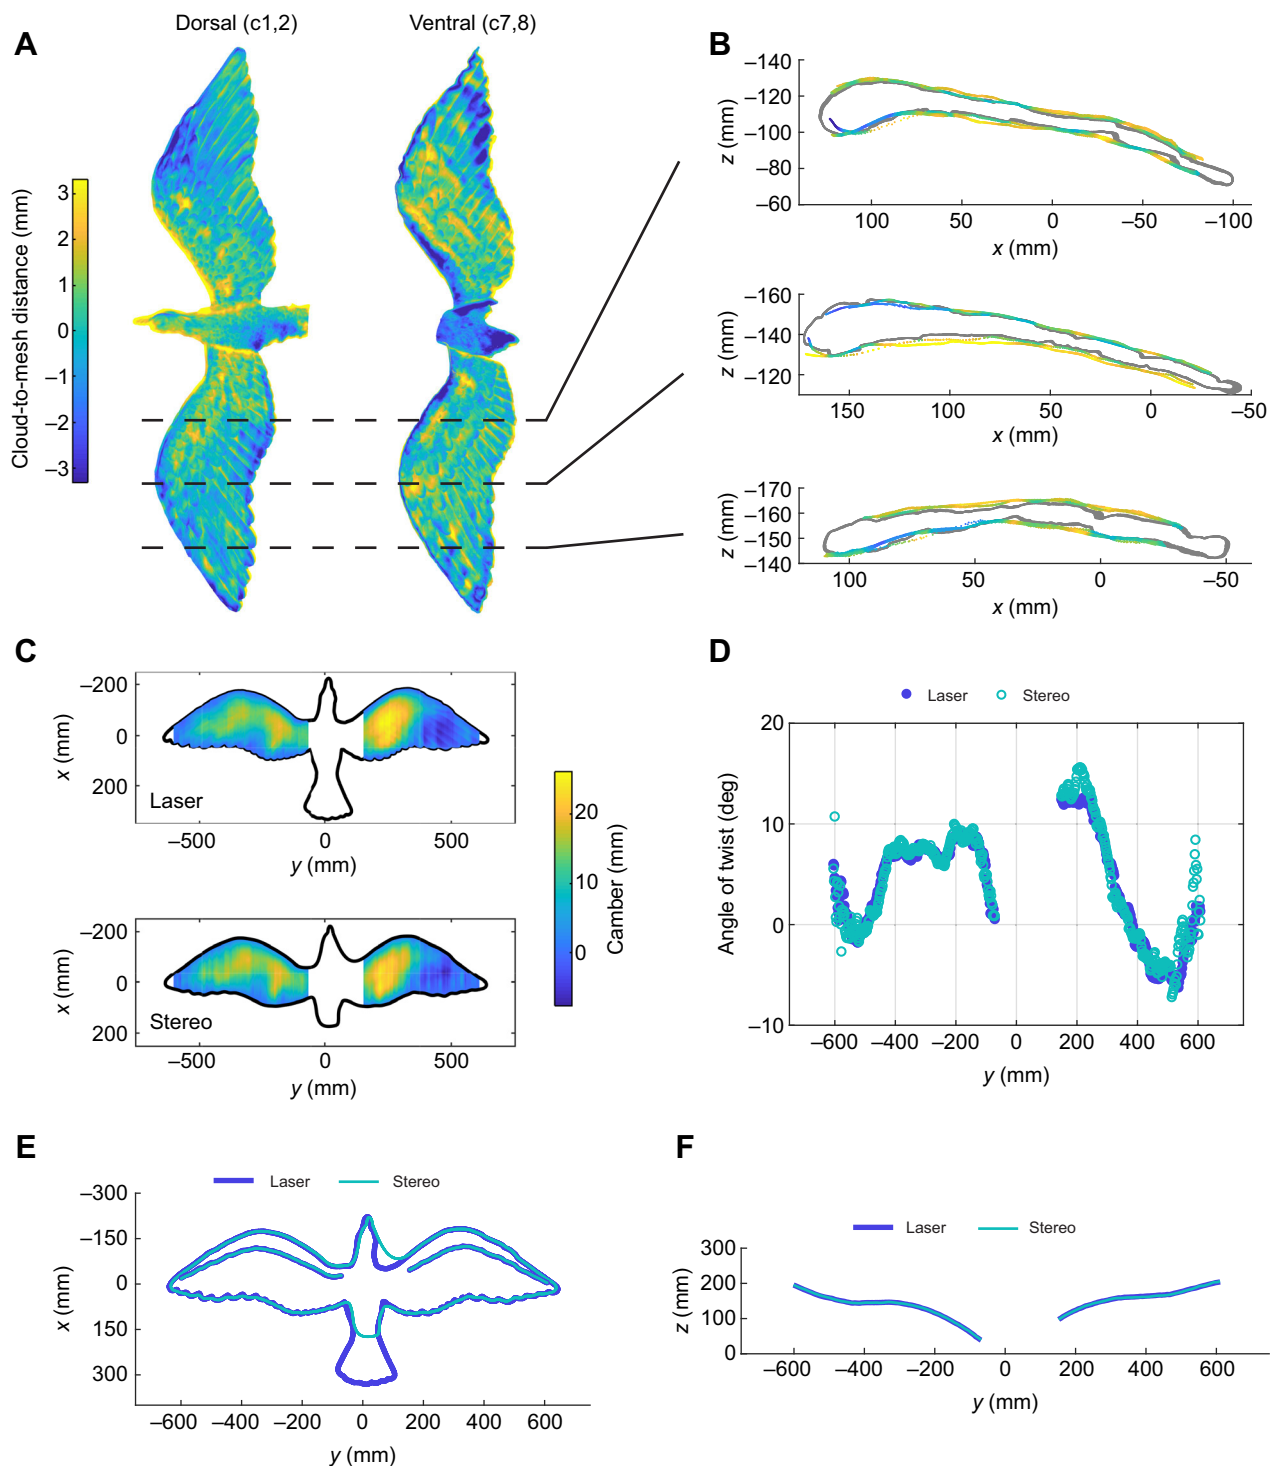 A
Dorsal (c1,2)
Ventral (c7,8)
Cloud-to-mesh distance (mm)
3
2
1
0
–1
–2
–3
B
z (mm)
–140
–120
–100
–80
–60
100
50
0
–50
–100
x (mm)
z (mm)
–160
–140
–120
150
100
50
0
–50
x (mm)
z (mm)
–170
–160
–150
–140
100
50
0
–50
x (mm)
C
x (mm)
–200
0
200
Laser
–500
0
500
y (mm)
x (mm)
–200
0
200
Stereo
–500
0
500
y (mm)
20
10
0
Camber (mm)
D
Laser
Stereo
Angle of twist (deg)
20
10
0
–10
–600
–400
–200
0
200
400
600
y (mm)
E
Laser
Stereo
x (mm)
–300
–150
0
150
300
–600
–400
–200
0
200
400
600
y (mm)
F
Laser
Stereo
z (mm)
300
200
100
0
–600
–400
–200
0
200
400
600
y (mm)